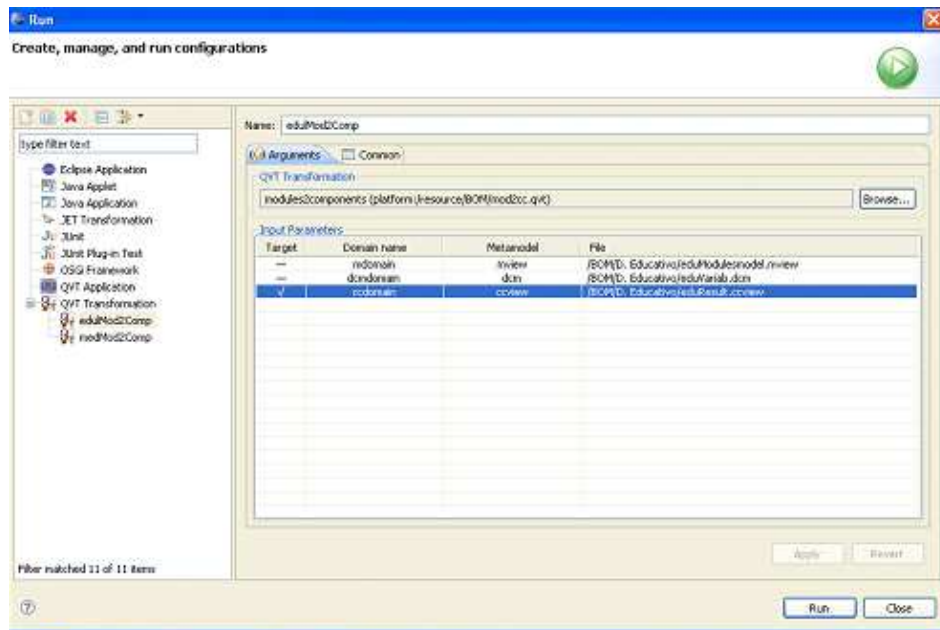 Run
Create, manage, and run configurations
type filter text
Eclipse Application
Java Applet
Java Application
JET Transformation
JUnit
JUnit Plug-in Test
OSGi Framework
QVT Application
QVT Transformation
eduMod2Comp
medMod2Comp
Filter matched 11 of 11 items
Name: eduMod2Comp
Arguments Common
QVT Transformation
modules2components (platform:/resource/BOM/mod2cc.qvt) Browse...
Input Parameters
Target Domain name Metamodel File
— mdomain mview /BOM/D. Educativo/eduModulesmodel.mview
— dcmdomain dcm /BOM/D. Educativo/eduVariab.dcm
√ ccdomain ccview /BOM/D. Educativo/eduResult.ccview
Apply Revert
Run Close